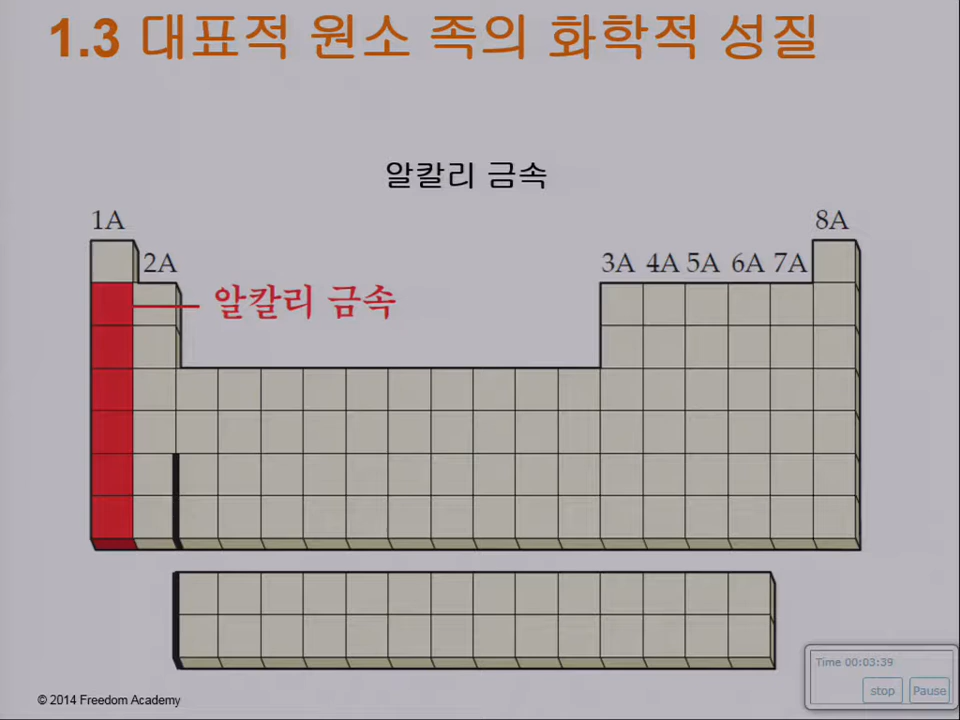 1.3 대표적 원소 족의 화학적 성질
알칼리 금속
1A
8A
2A
3A 4A 5A 6A 7A
알칼리 금속
© 2014 Freedom Academy
Time 00:03:39
stop Pause